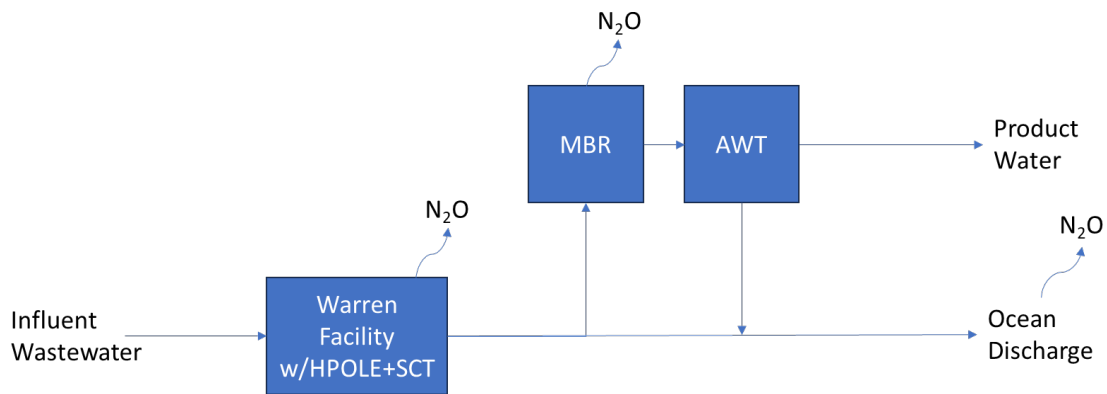 N₂O
MBR
AWT
Product
Water
N₂O
N₂O
Influent
Wastewater
Warren
Facility
w/HPOLE+SCT
Ocean
Discharge